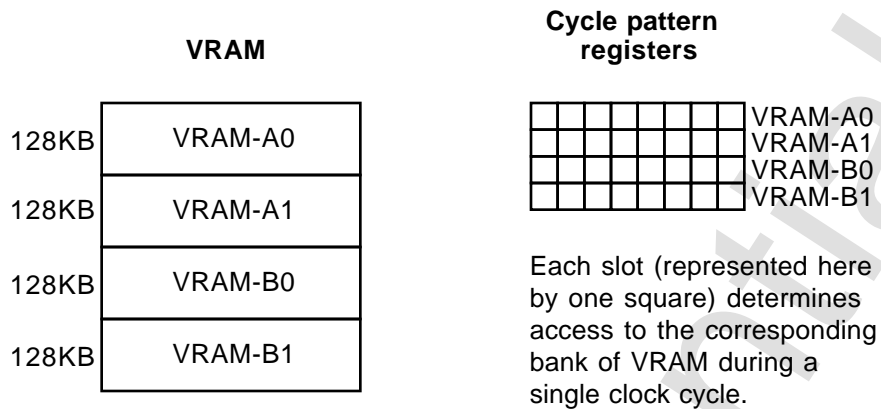 VRAM
128KB VRAM-A0
128KB VRAM-A1
128KB VRAM-B0
128KB VRAM-B1
Cycle pattern
registers
VRAM-A0
VRAM-A1
VRAM-B0
VRAM-B1
Each slot (represented here
by one square) determines
access to the corresponding
bank of VRAM during a
single clock cycle.